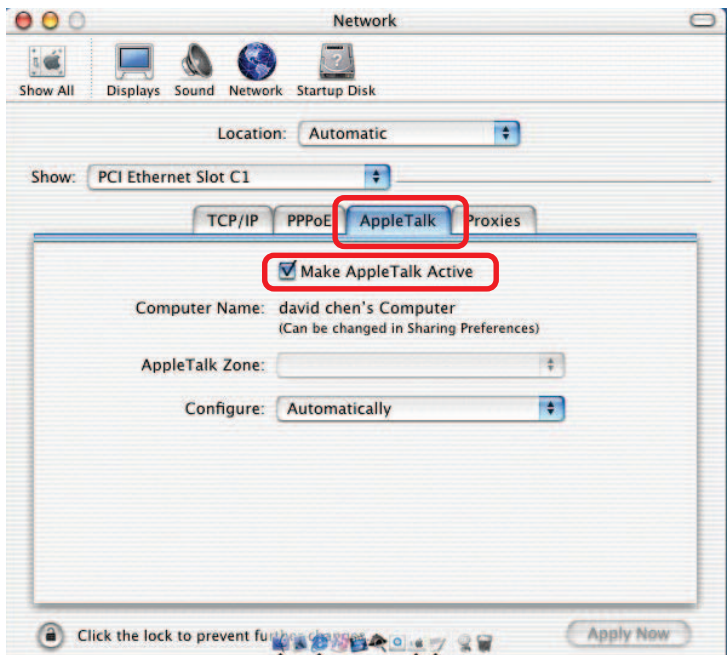 Network
Show All Displays Sound Network Startup Disk
Location: Automatic
Show: PCI Ethernet Slot C1
TCP/IP PPPoE AppleTalk Proxies
Make AppleTalk Active
Computer Name: david chen's Computer
(Can be changed in Sharing Preferences)
AppleTalk Zone:
Configure: Automatically
Click the lock to prevent further changes.
Apply Now